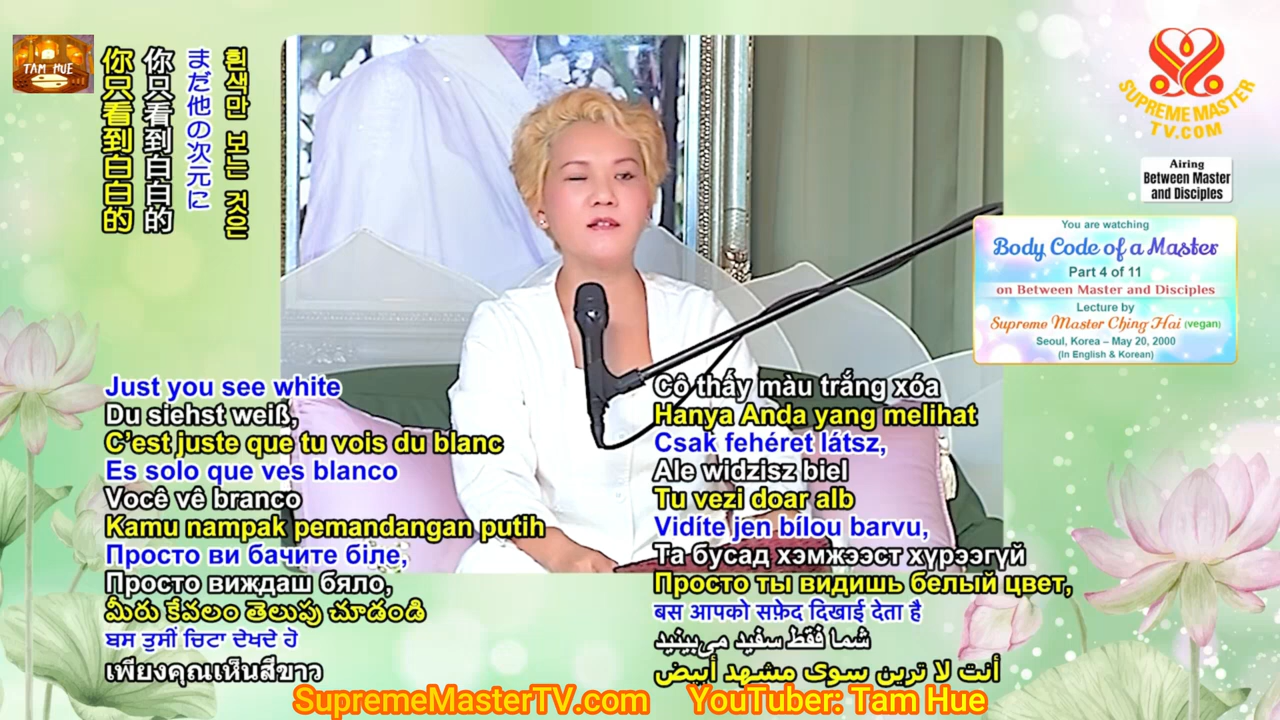 TAM HUE
你只看到白白的
你只看到白白的
まだ他の次元に
흰색만 보는 것은
SUPREME MASTER
TV.COM
Airing
Between Master
and Disciples
You are watching
Body Code of a Master
Part 4 of 11
on Between Master and Disciples
Lecture by
Supreme Master Ching Hai (vegan)
Seoul, Korea – May 20, 2000
(In English & Korean)
Just you see white
Du siehst weiß,
C’est juste que tu vois du blanc
Es solo que ves blanco
Você vê branco
Kamu nampak pemandangan putih
Просто ви бачите біле,
Просто виждаш бяло,
మీరు కేవలం తెలుపు చూడండి
ਬਸ ਤੁਸੀਂ ਚਿਟਾ ਦੇਖਦੇ ਹੋ
เพียงคุณเห็นสีขาว
Cô thấy màu trắng xóa
Hanya Anda yang melihat
Csak fehéret látsz,
Ale widzisz biel
Tu vezi doar alb
Vidíte jen bílou barvu,
Та бусад хэмжээст хүрээгүй
Просто ты видишь белый цвет,
बस आपको सफ़ेद दिखाई देता है
شما فقط سفید می‌بینید
أنت لا ترين سوى مشهد أبيض
SupremeMasterTV.com YouTuber: Tam Hue